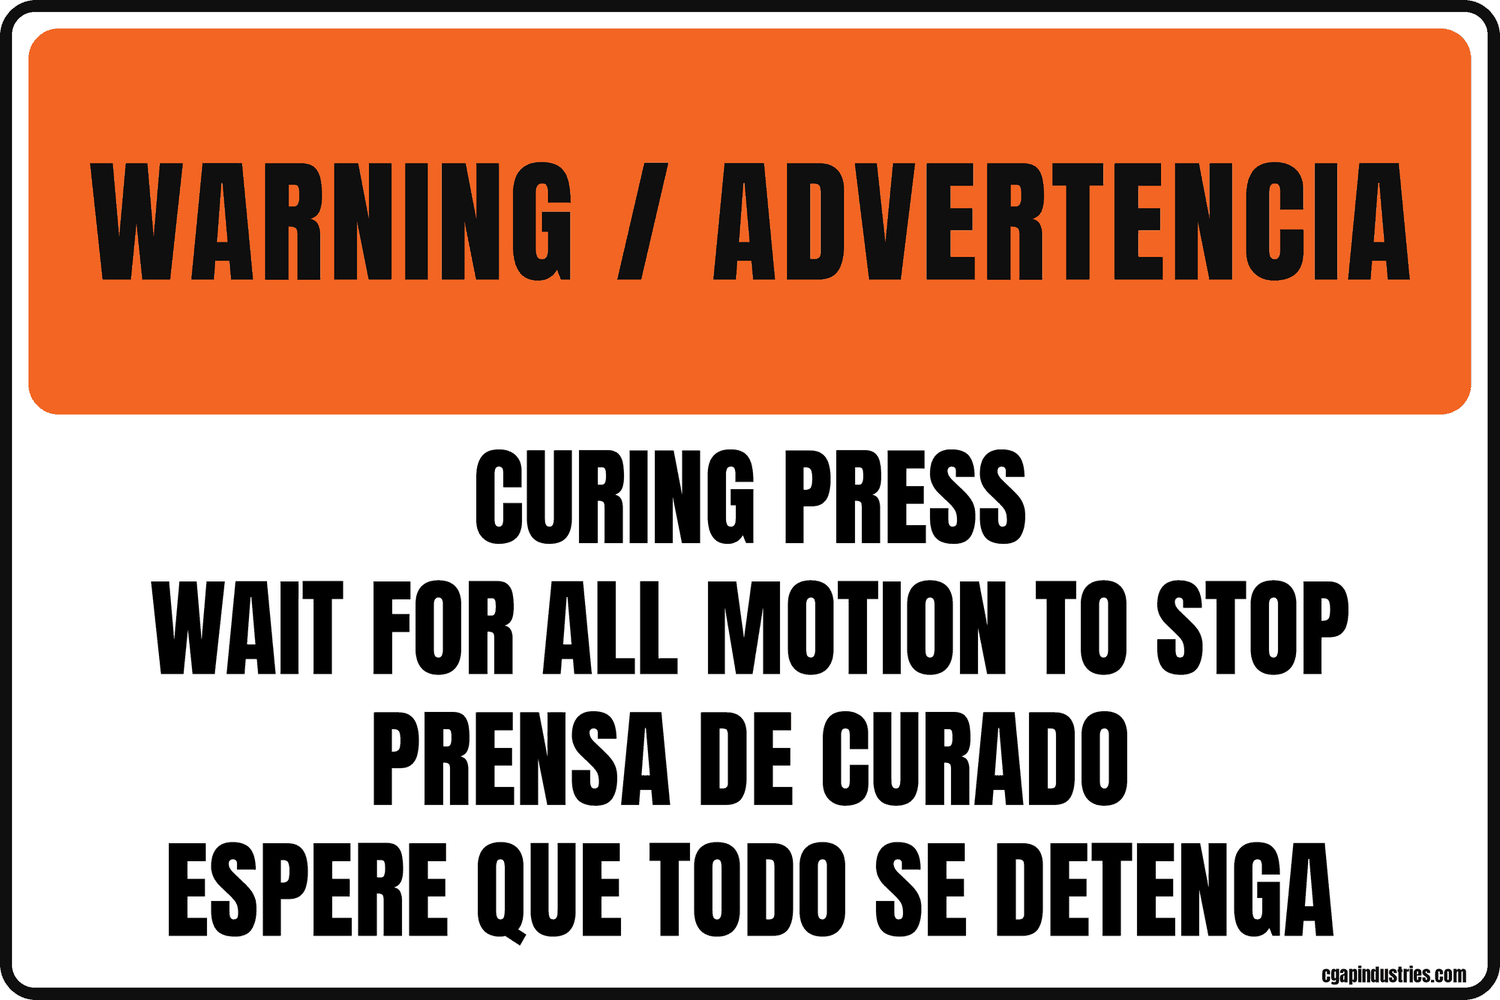 WARNING / ADVERTENCIA
CURING PRESS
WAIT FOR ALL MOTION TO STOP
PRENSA DE CURADO
ESPERE QUE TODO SE DETENGA
cgapindustries.com